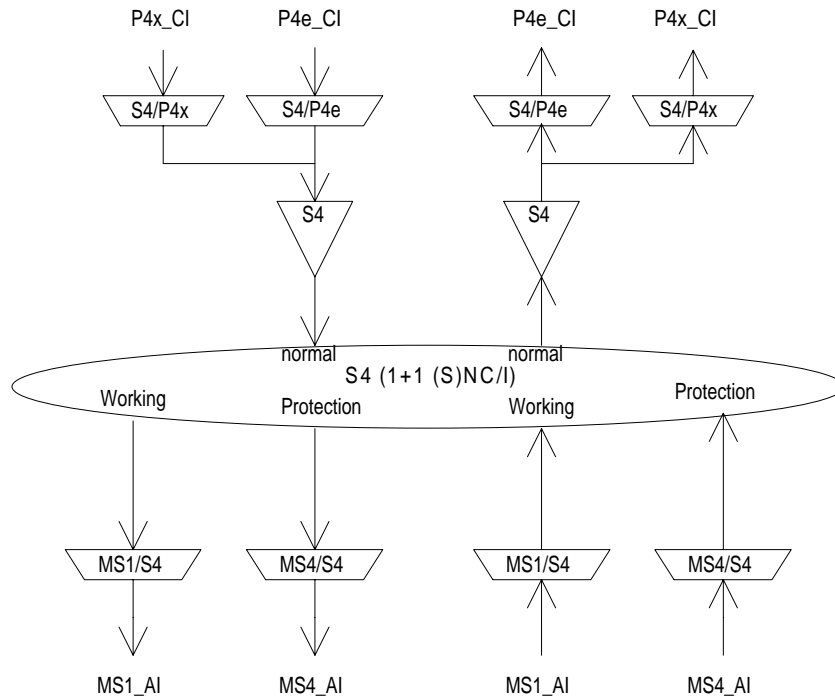 P4x_CI P4e_CI P4e_CI P4x_CI
S4/P4x S4/P4e S4/P4e S4/P4x
S4 S4
normal normal
S4 (1+1 (S)NC/I)
Working Protection Working Protection
MS1/S4 MS4/S4 MS1/S4 MS4/S4
MS1_AI MS4_AI MS1_AI MS4_AI